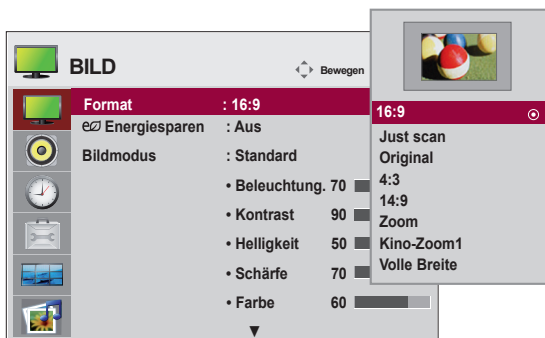 BILD
Bewegen
Format : 16:9
Energiesparen : Aus
Bildmodus : Standard
• Beleuchtung. 70
• Kontrast 90
• Helligkeit 50
• Schärfe 70
• Farbe 60
16:9
Just scan
Original
4:3
14:9
Zoom
Kino-Zoom1
Volle Breite